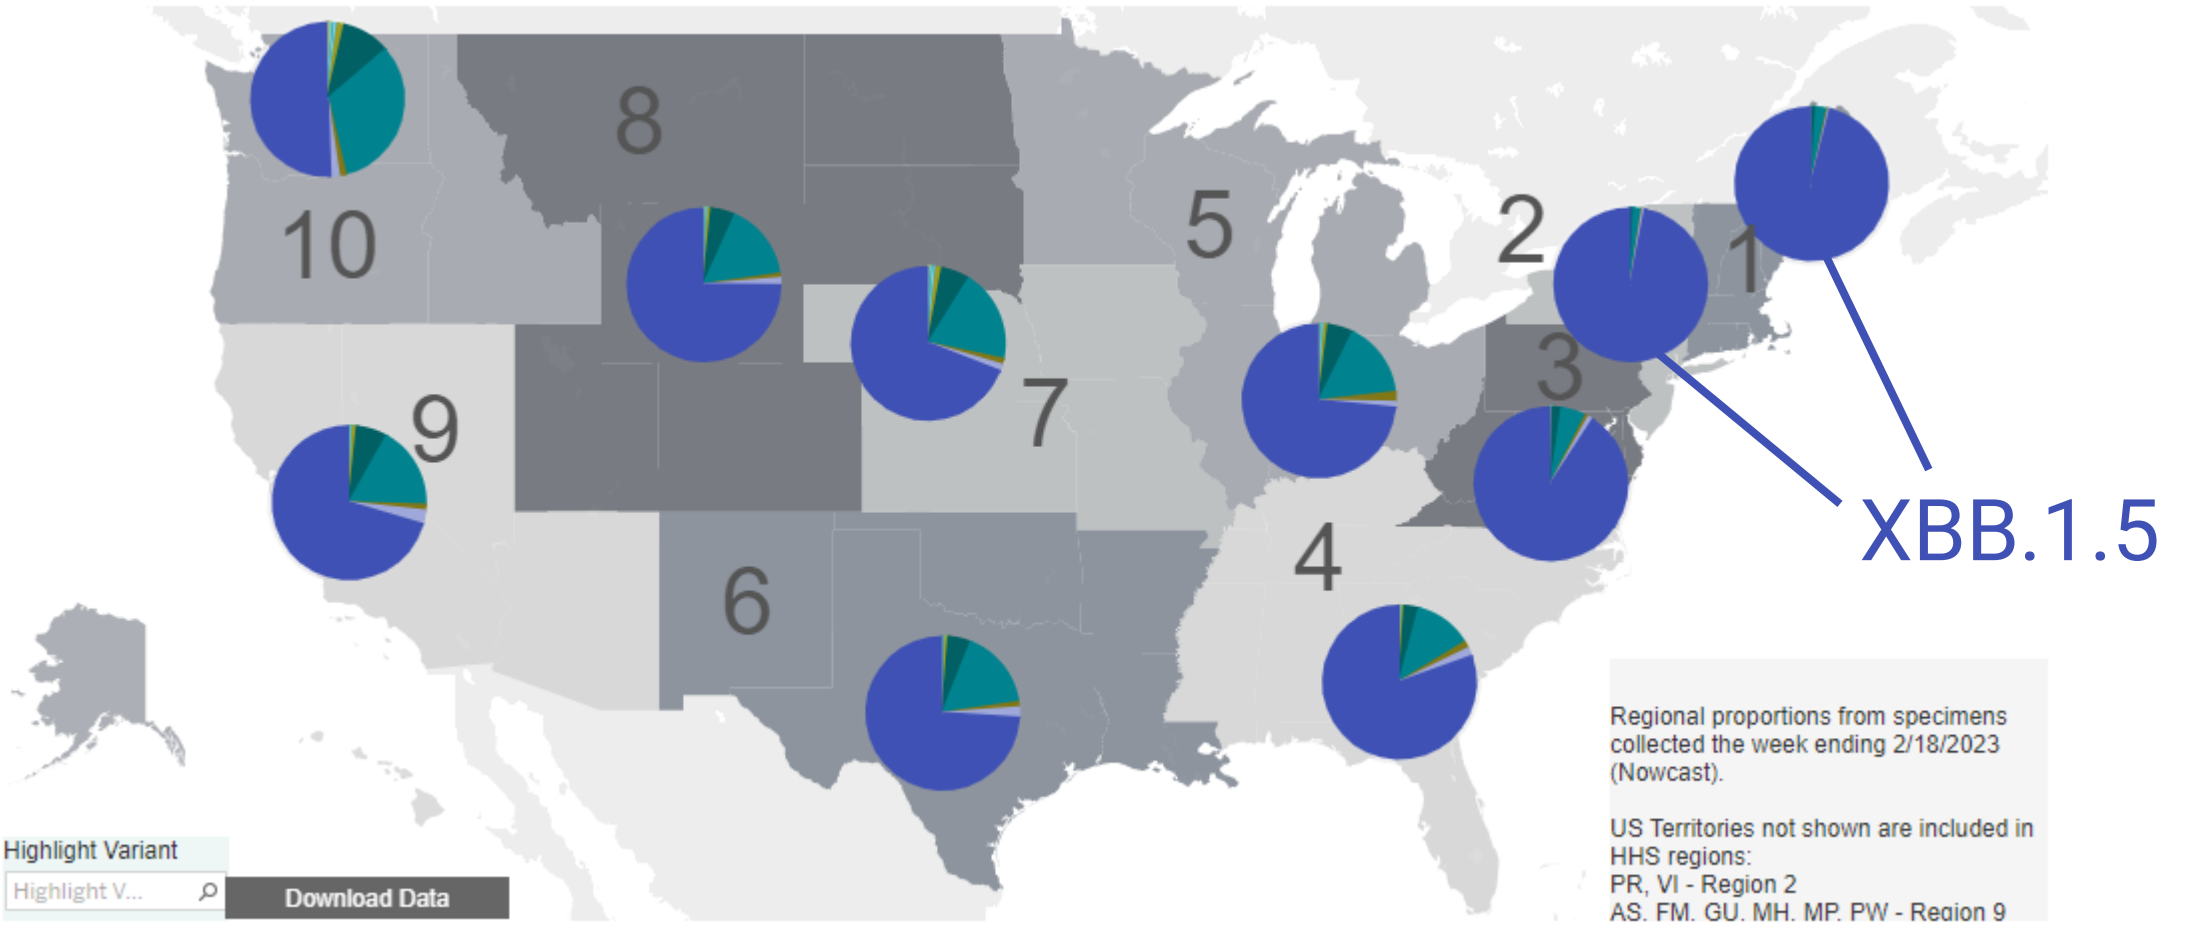 8
10
5
2
1
3
9
7
4
6
XBB.1.5
Regional proportions from specimens
collected the week ending 2/18/2023
(Nowcast).
US Territories not shown are included in
HHS regions:
PR, VI - Region 2
AS, FM, GU, MH, MP, PW - Region 9
Highlight Variant
Highlight V...
Download Data